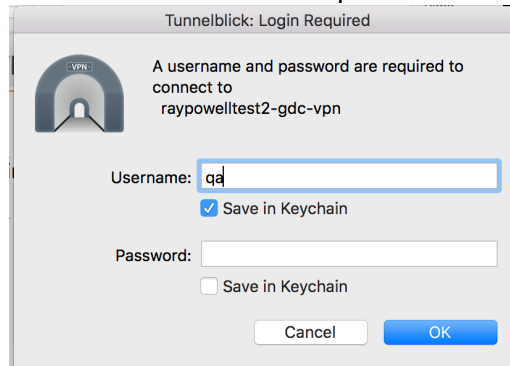 Tunnelblick: Login Required
VPN
A username and password are required to
connect to
raypowelltest2-gdc-vpn
Username: qa
Save in Keychain
Password:
Save in Keychain
Cancel OK